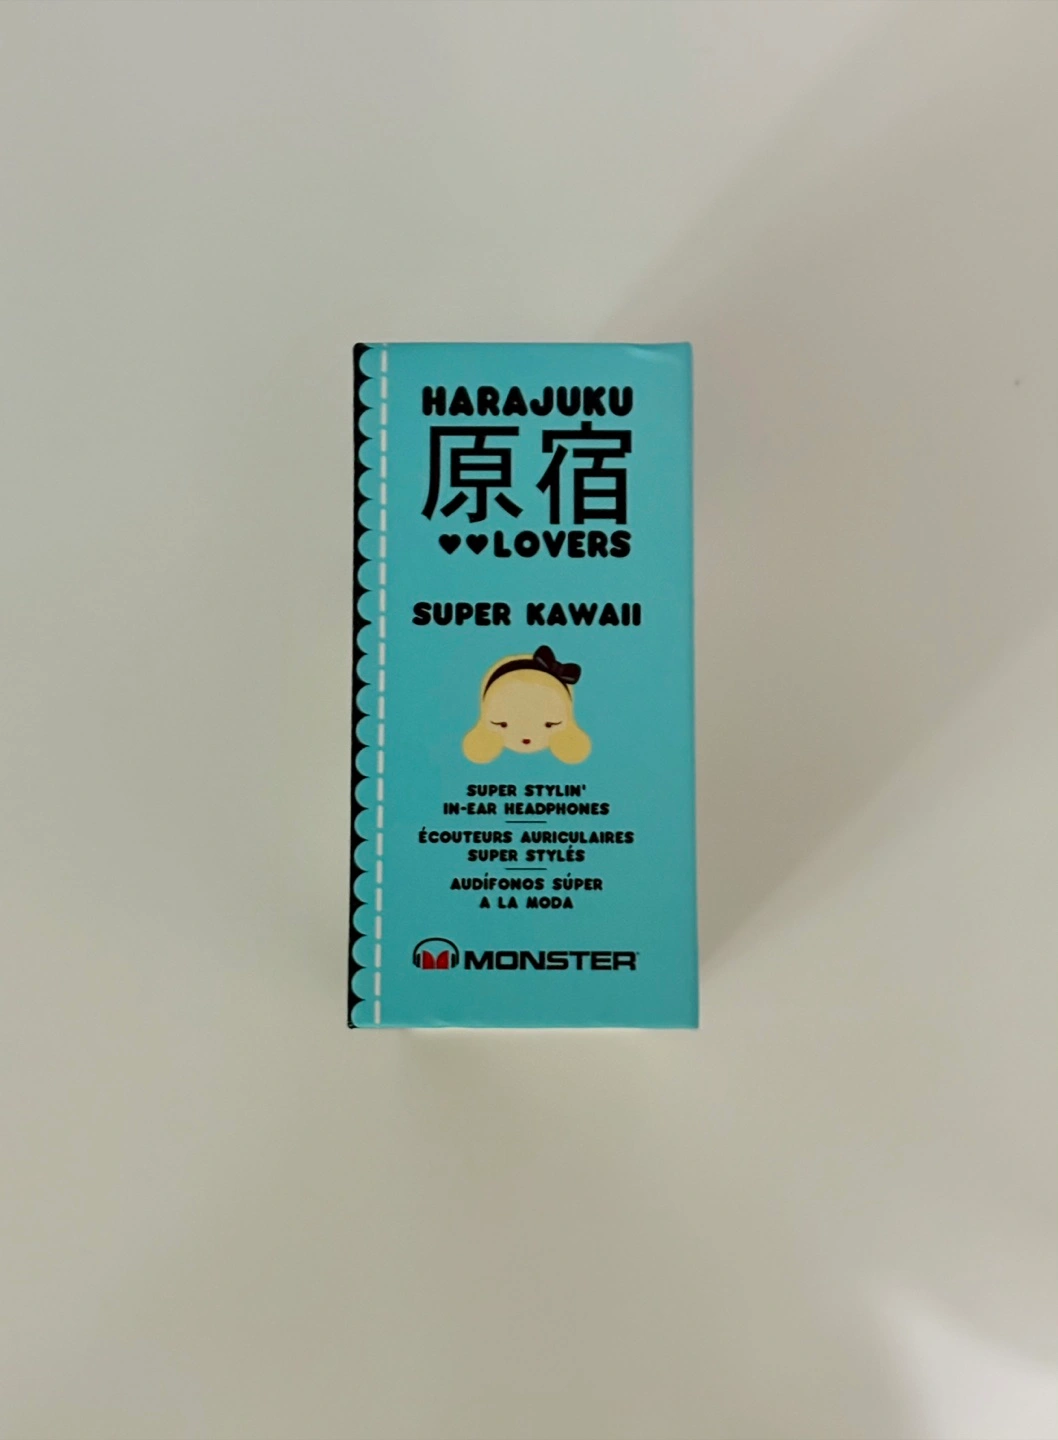 HARAJUKU
原宿
♥♥LOVERS
SUPER KAWAII
SUPER STYLIN'
IN-EAR HEADPHONES
ÉCOUTEURS AURICULAIRES
SUPER STYLÉS
AUDÍFONOS SÚPER
A LA MODA
MONSTER